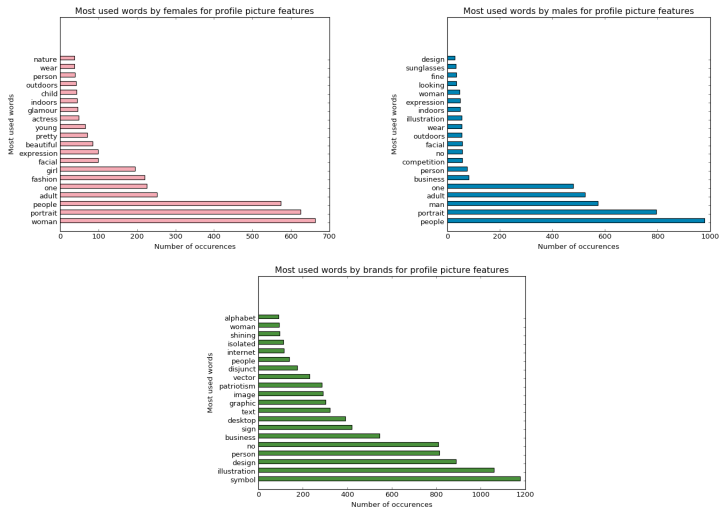 Most used words by females for profile picture features
Most used words
nature
wear
person
outdoors
child
indoors
glamour
actress
young
pretty
beautiful
expression
facial
girl
fashion
one
adult
people
portrait
woman
0 100 200 300 400 500 600 700
Number of occurences
Most used words by males for profile picture features
Most used words
design
sunglasses
fine
looking
woman
expression
indoors
illustration
wear
outdoors
facial
no
competition
person
business
one
adult
man
portrait
people
0 200 400 600 800 1000
Number of occurences
Most used words by brands for profile picture features
Most used words
alphabet
woman
shining
isolated
internet
people
disjunct
vector
patriotism
image
graphic
text
desktop
sign
business
no
person
design
illustration
symbol
0 200 400 600 800 1000 1200
Number of occurences